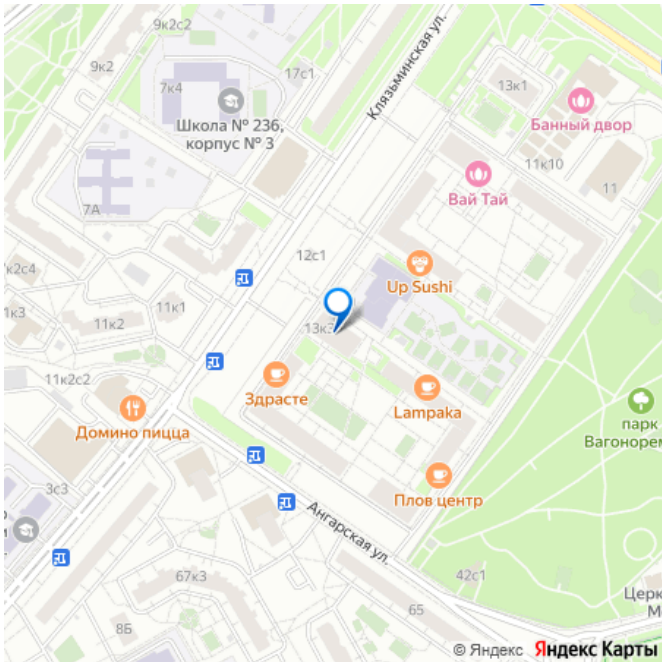 9к2с2
Клязьминская ул.
9к2
17с1
7к4
13к1
Школа № 236,
корпус № 3
Банный двор
11к10
11
Вай Тай
7А
12с1
7к2с4
Up Sushi
1к3
11к1
11к2
13к3
11к2с2
Здрасте
Lampaka
парк
Вагонорем
Домино пицца
3с3
Плов центр
Ангарская ул.
67к3
42с1
8Б
65
Церк
М
© Яндекс Яндекс Карты